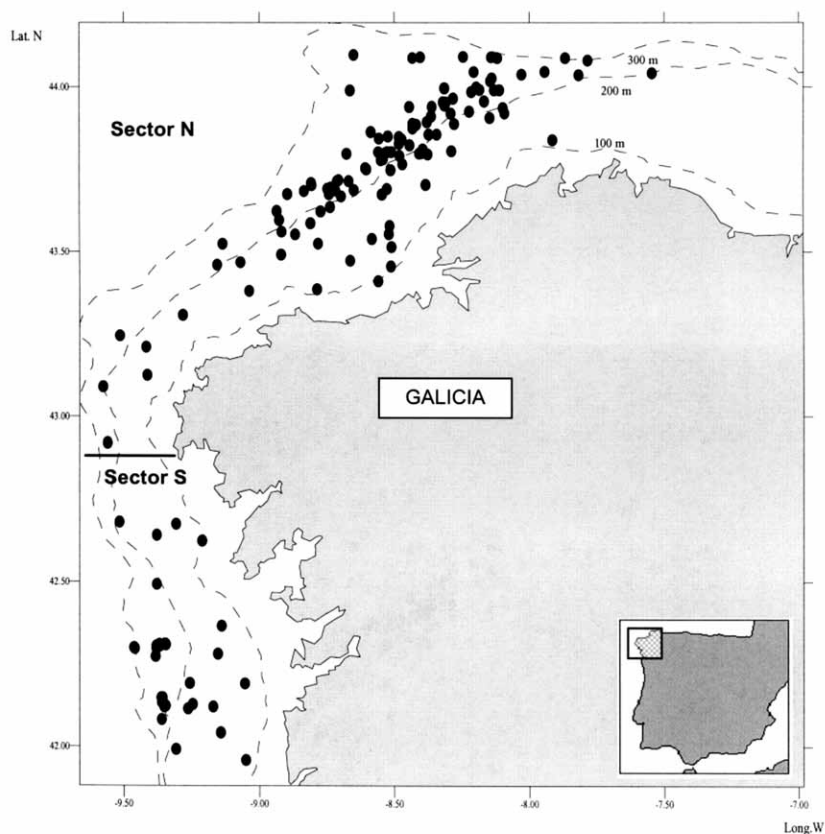 Lat. N
44.00
300 m
200 m
Sector N
100 m
43.50
GALICIA
43.00
Sector S
42.50
42.00
-9.50 -9.00 -8.50 -8.00 -7.50 -7.00
Long.W